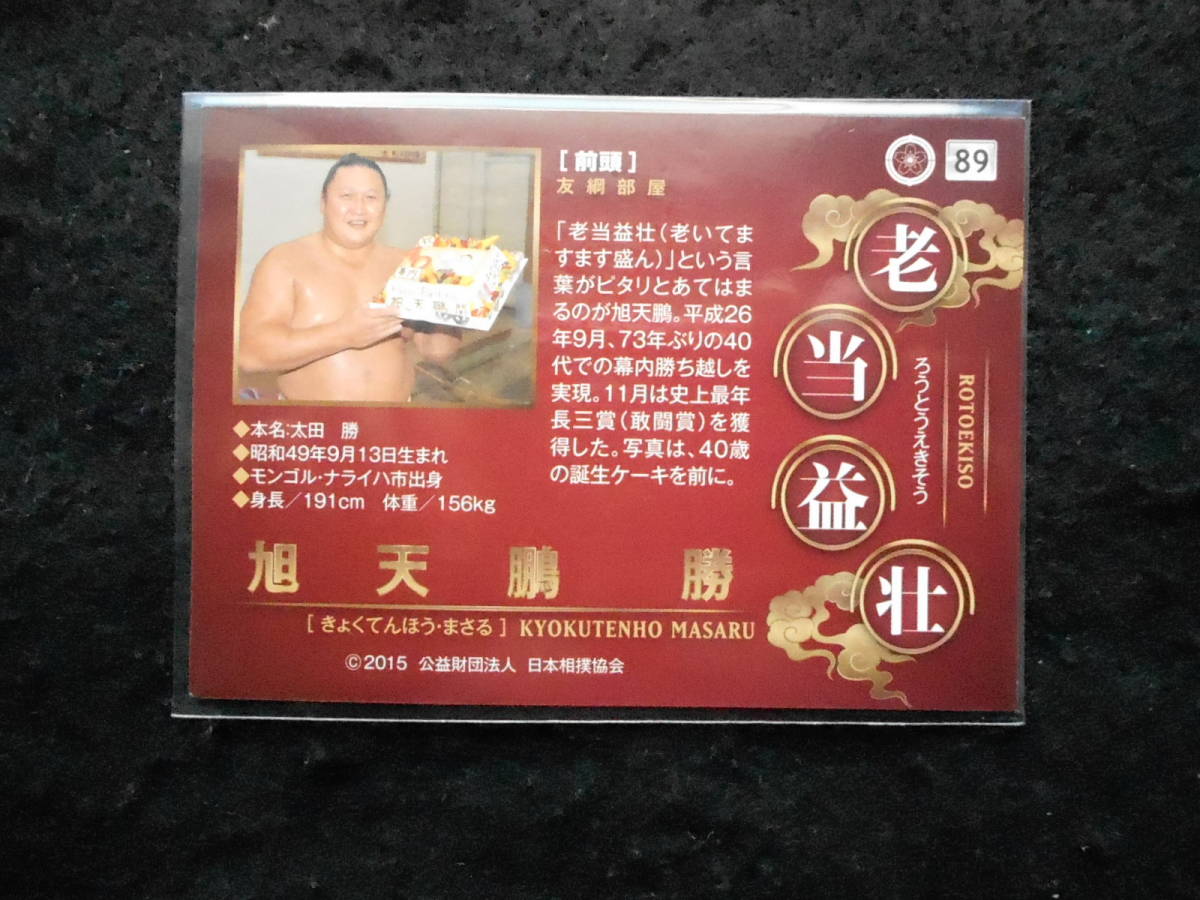 [前頭]
友綱部屋
「老当益壮(老いてま
すます盛ん)」という言
葉がピタリとあてはま
るのが旭天鵬。平成26
年9月、73年ぶりの40
代での幕内勝ち越しを
実現。11月は史上最年
長三賞(敢闘賞)を獲
得した。写真は、40歳
の誕生ケーキを前に。
89
老
当
益
壮
ろうとうえきそう
ROTOEKISO
旭天鵬
◆本名:太田 勝
◆昭和49年9月13日生まれ
◆モンゴル・ナライハ市出身
◆身長/191cm 体重/156kg
旭天鵬 勝
[きょくてんほう・まさる] KYOKUTENHO MASARU
©2015 公益財団法人 日本相撲協会